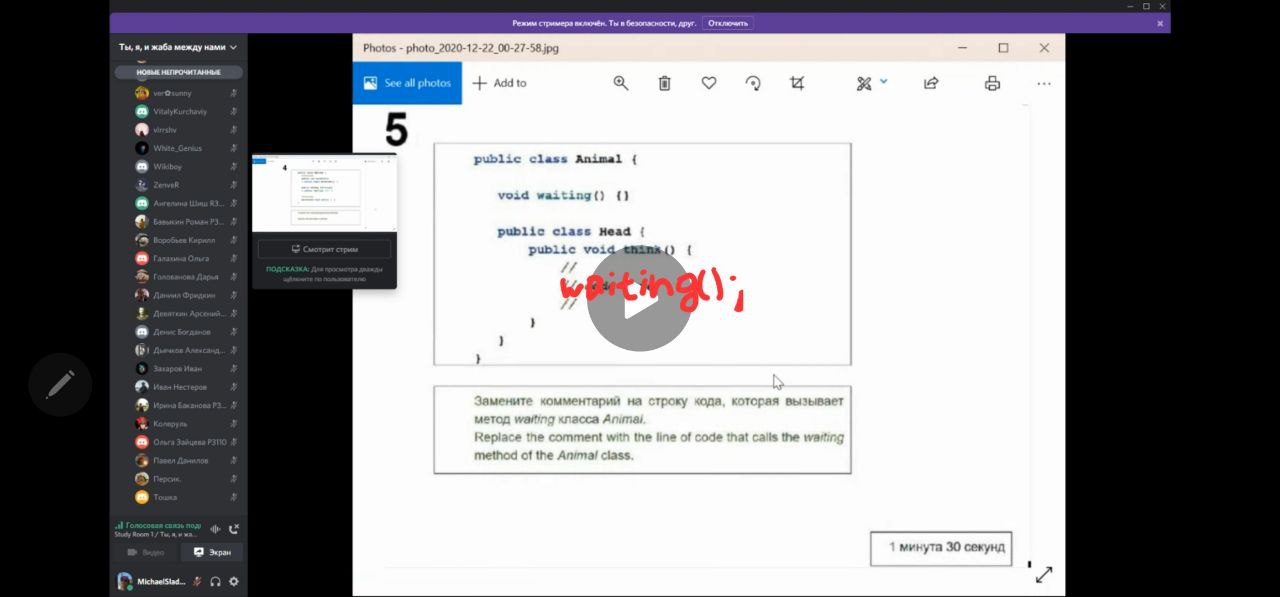 Режим стримера включён. Ты в безопасности, друг. Отключить
Ты, я, и жаба между нами
НОВЫЕ НЕПРОЧИТАННЫЕ
ver✿sunny
VitalyKurchaviy
virrshv
White_Genius
Wikiboy
ZenveR
Ангелина Шиш R3...
Бавыкин Роман P3...
Воробьев Кирилл
Галахина Ольга
Голованова Дарья
Даниил Фридкин
Девяткин Арсений...
Денис Богданов
Дьячков Александ...
Захаров Иван
Иван Нестеров
Ирина Баканова P3...
Колеруль
Ольга Зайцева P3110
Павел Данилов
Персик.
Тошка
Голосовая связь подк
Study Room 1 / Ты, я, и жа...
Видео
Экран
MichaelSlad...
4
Смотрит стрим
ПОДСКАЗКА: Для просмотра дважды
щёлкните по пользователю
Photos - photo_2020-12-22_00-27-58.jpg
See all photos
Add to
5
public class Animal {
void waiting() {}
public class Head {
public void think() {
//
waiting();
//
//
}
}
}
Замените комментарий на строку кода, которая вызывает
метод waiting класса Animal.
Replace the comment with the line of code that calls the waiting
method of the Animal class.
1 минута 30 секунд